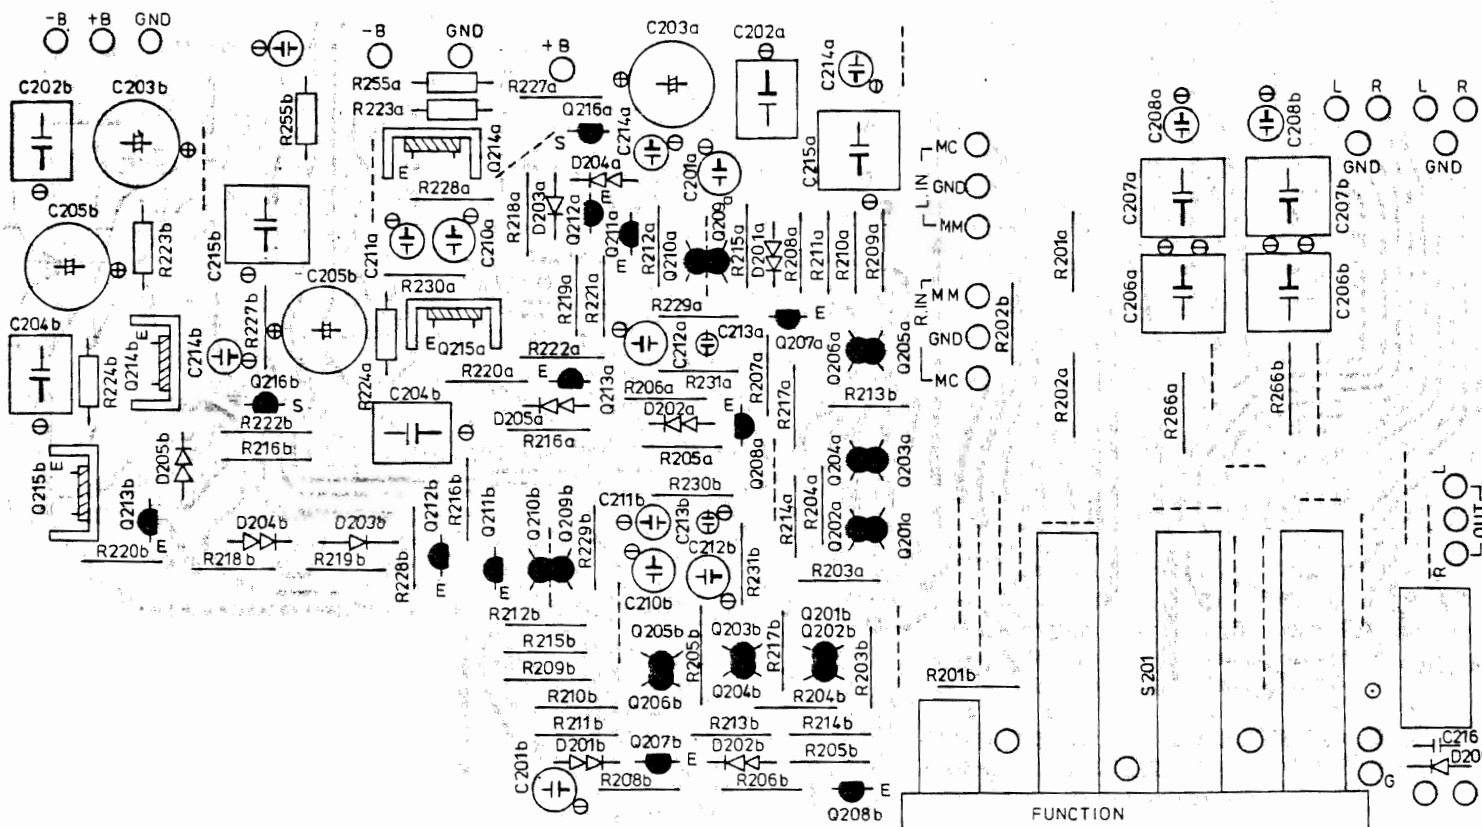 -B +B GND
-B GND +B
C203a C202a C214a
C202b C203b
R255b
R255a R227a
R223a Q216a
C214a
S
Q214a
E
D204a
C201a
C215a
R228a
R218a
D203a
Q212a
E
Q211a
E
R212a
Q210a
Q209a
R215a
D201a
R208a
R211a
R210a
R209a
C205b
R223b
C215b
C211a
C210a
R230a
R219a
R221a
R229a
MC
L IN
GND
MM
R IN
MM
GND
MC
R201a
R202b
R202a
C208a
C208b
C207a
C207b
C206a
C206b
R266a
R266b
L R L R
GND GND
C204b
R224b
Q214b
E
C214b
R227b
C205b
R224a
Q215a
E
R222a
R220a
E
Q213a
C212a
C213a
Q207a
E
Q206a
Q205a
R206a
R231a
R207a
R217a
R213b
Q216b
S
R222b
R216b
C204b
D205a
R216a
D202a
R205a
Q208a
E
Q204a
Q203a
Q215b
E
Q213b
E
D205b
R220b
D204b
R218b
D203b
R219b
R228b
Q212b
E
R216b
Q211b
E
Q210b
Q209b
R229b
C211b
R230b
C213b
C212b
C210b
R231b
R214a
R204a
Q202a
Q201a
R203a
R212b
R215b
R209b
R210b
R211b
Q205b
Q206b
R205b
Q203b
Q204b
R217b
Q201b
Q202b
R204b
R203b
R213b
R214b
R201b
C201b
D201b
R208b
Q207b
E
D202b
R206b
R205b
Q208b
E
S201
FUNCTION
L
OUT
R
C216
D20
G